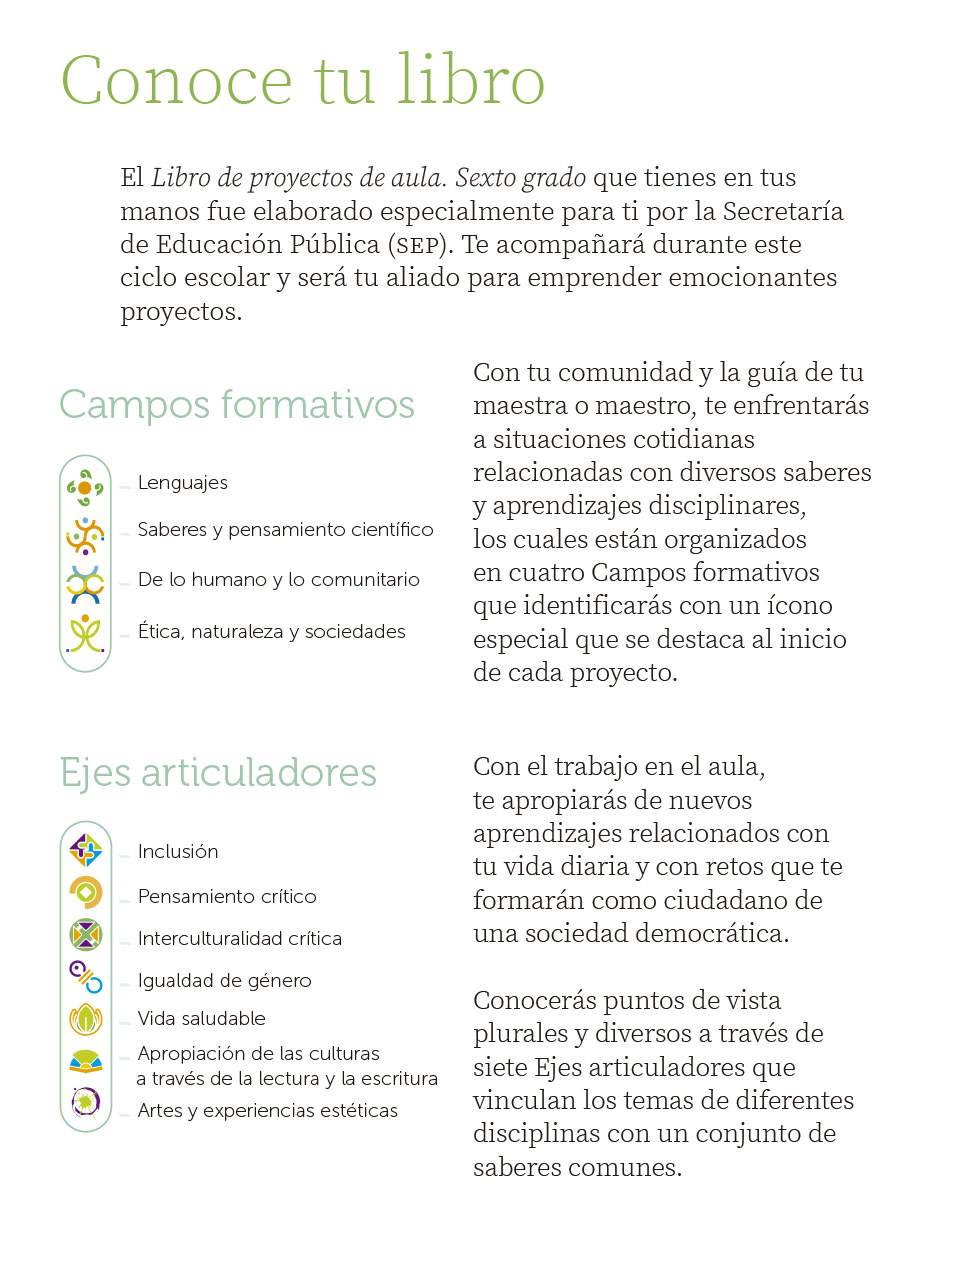 Conoce tu libro
El Libro de proyectos de aula. Sexto grado que tienes en tus
manos fue elaborado especialmente para ti por la Secretaría
de Educación Pública (SEP). Te acompañará durante este
ciclo escolar y será tu aliado para emprender emocionantes
proyectos.
Campos formativos
Lenguajes
Saberes y pensamiento científico
De lo humano y lo comunitario
Ética, naturaleza y sociedades
Con tu comunidad y la guía de tu
maestra o maestro, te enfrentarás
a situaciones cotidianas
relacionadas con diversos saberes
y aprendizajes disciplinares,
los cuales están organizados
en cuatro Campos formativos
que identificarás con un ícono
especial que se destaca al inicio
de cada proyecto.
Ejes articuladores
Inclusión
Pensamiento crítico
Interculturalidad crítica
Igualdad de género
Vida saludable
Apropiación de las culturas
a través de la lectura y la escritura
Artes y experiencias estéticas
Con el trabajo en el aula,
te apropiarás de nuevos
aprendizajes relacionados con
tu vida diaria y con retos que te
formarán como ciudadano de
una sociedad democrática.
Conocerás puntos de vista
plurales y diversos a través de
siete Ejes articuladores que
vinculan los temas de diferentes
disciplinas con un conjunto de
saberes comunes.